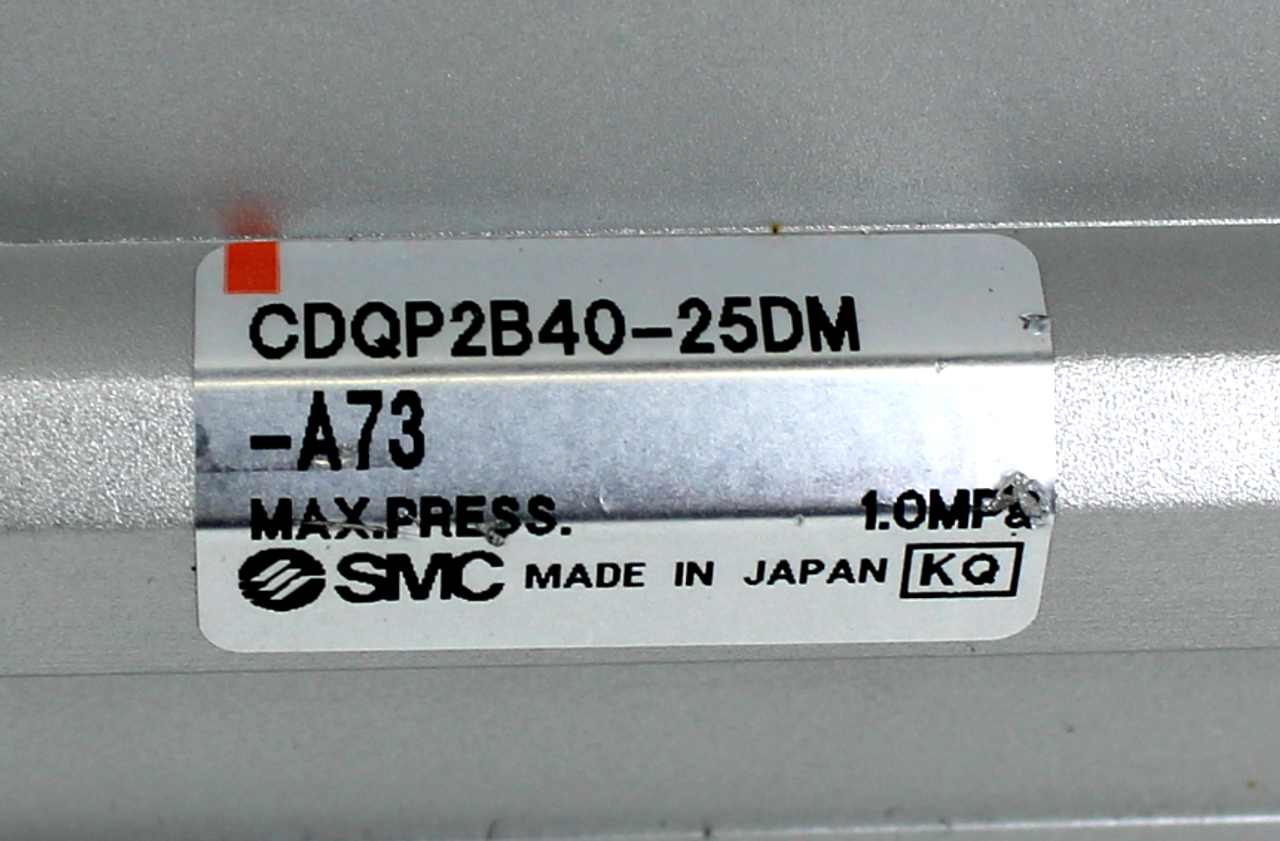 CDQP2B40-25DM
-A73
MAX.PRESS. 1.0MPa
SMC MADE IN JAPAN KQ